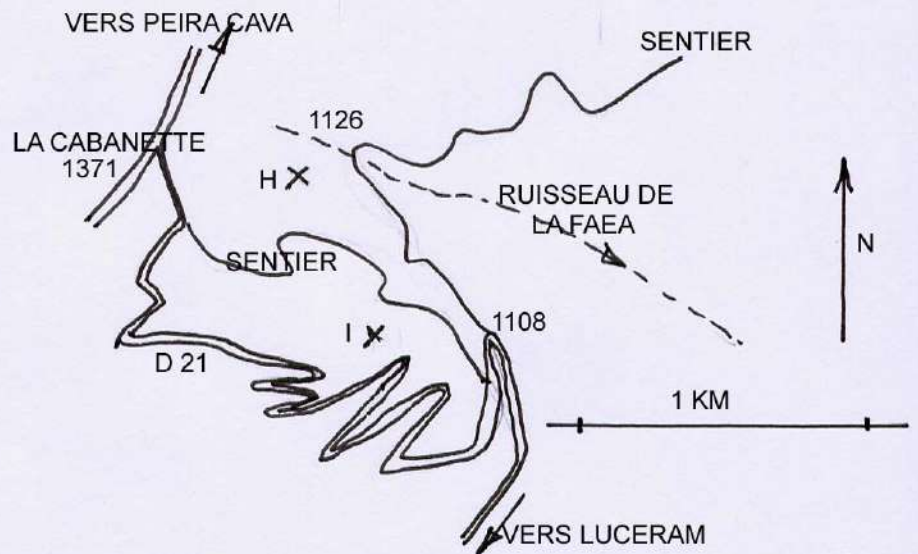 VERS PEIRA CAVA
SENTIER
1126
LA CABANETTE
1371
H
RUISSEAU DE
LA FAEA
N
SENTIER
1108
I
D 21
1 KM
VERS LUCERAM